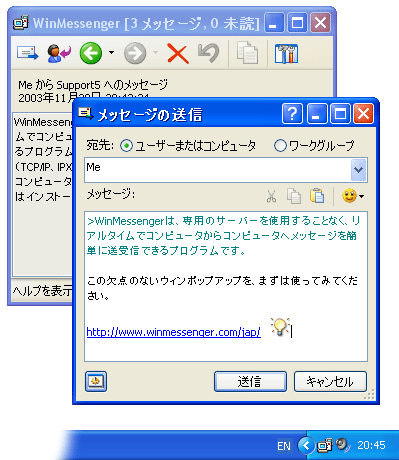 WinMessenger [3 メッセージ, 0 未読]
Me から Support5 へのメッセージ
2003年11月
WinMessenger
ムでコンピュー
るプログラム
(TCP/IP、IPX
コンピュータ
はインストー
ヘルプを表示
メッセージの送信
宛先: ユーザーまたはコンピュータ ワークグループ
Me
メッセージ:
>WinMessengerは、専用のサーバーを使用することなく、リ
アルタイムでコンピュータからコンピュータへメッセージを簡
単に送受信できるプログラムです。
この欠点のないウィンポップアップを、まずは使ってみてくだ
さい。
http://www.winmessenger.com/jap/
送信 キャンセル
EN 20:45